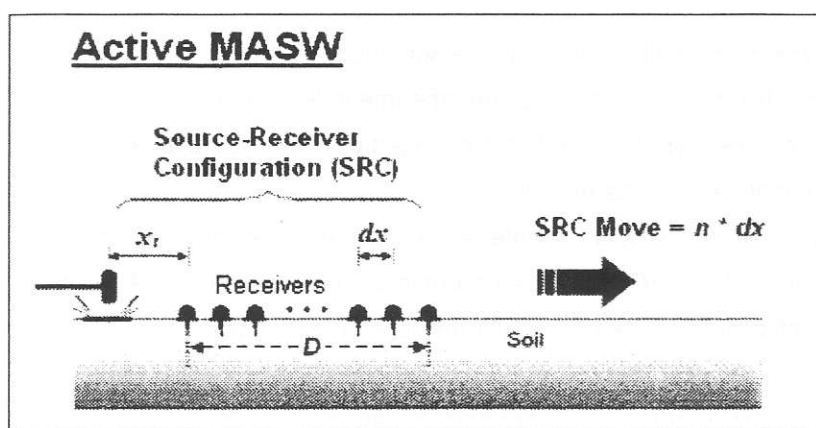 Active MASW
Source-Receiver
Configuration (SRC)
x₁ dx
SRC Move = n * dx
Receivers
D
Soil